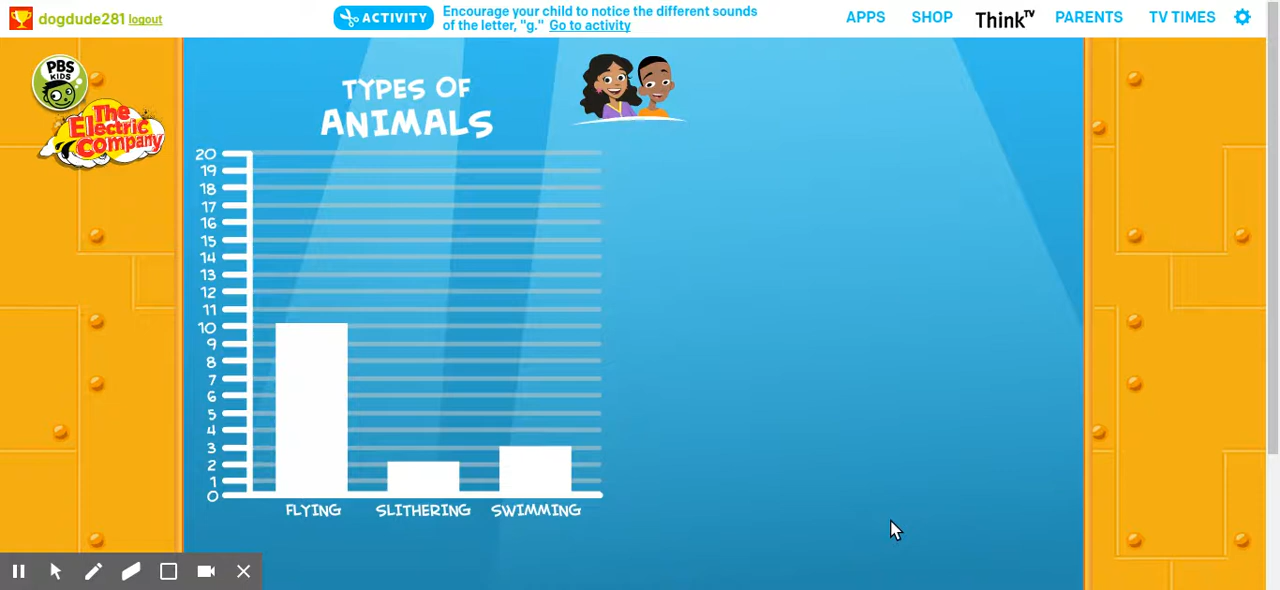 dogdude281 logout
ACTIVITY
Encourage your child to notice the different sounds
of the letter, "g." Go to activity
APPS
SHOP
ThinkTV
PARENTS
TV TIMES
PBS
KIDS
The
Electric
Company
TYPES OF
ANIMALS
20
19
18
17
16
15
14
13
12
11
10
9
8
7
6
5
4
3
2
1
0
FLYING
SLITHERING
SWIMMING